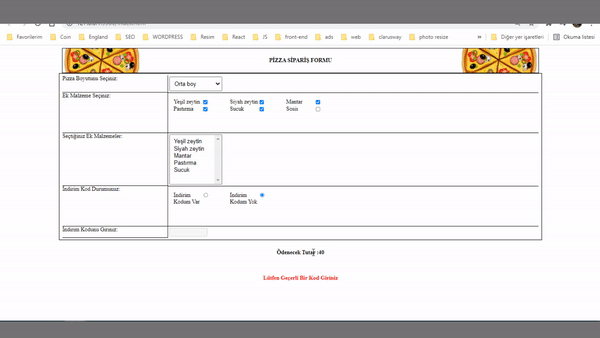 Favorilerim Coin England SEO WORDPRESS Resim React JS front-end ads web clarusway photo resize » Diğer yer işaretleri Okuma listesi
PİZZA SİPARİŞ FORMU
Pizza Boyutunu Seçiniz:
Orta boy
Ek Malzeme Seçiniz:
Yeşil zeytin Siyah zeytin Mantar
Pastırma Sucuk Sosis
Seçtiğiniz Ek Malzemeler:
Yeşil zeytin
Siyah zeytin
Mantar
Pastırma
Sucuk
İndirim Kod Durumunuz:
İndirim Kodum Var
İndirim Kodum Yok
İndirim Kodunu Giriniz:
Ödenecek Tutar :40
Lütfen Geçerli Bir Kod Giriniz